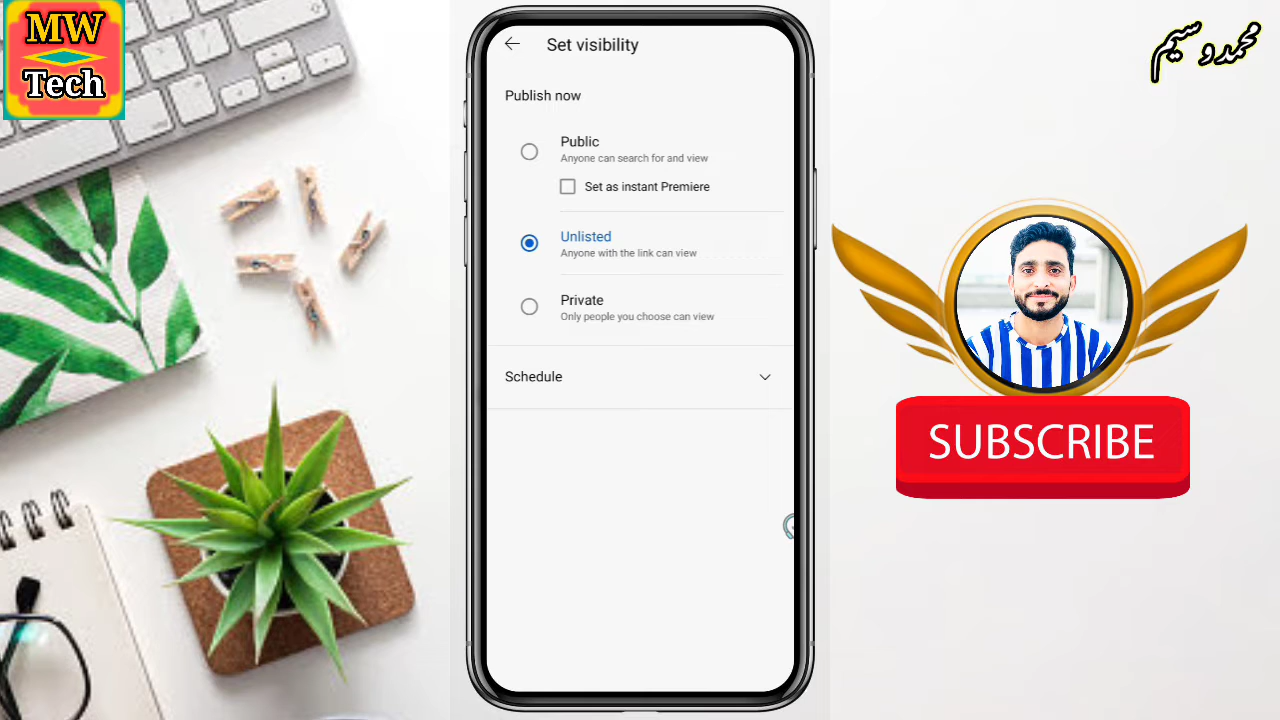 MW
Tech
Set visibility
Publish now
Public
Anyone can search for and view
Set as instant Premiere
Unlisted
Anyone with the link can view
Private
Only people you choose can view
Schedule
محمد وسیم
SUBSCRIBE